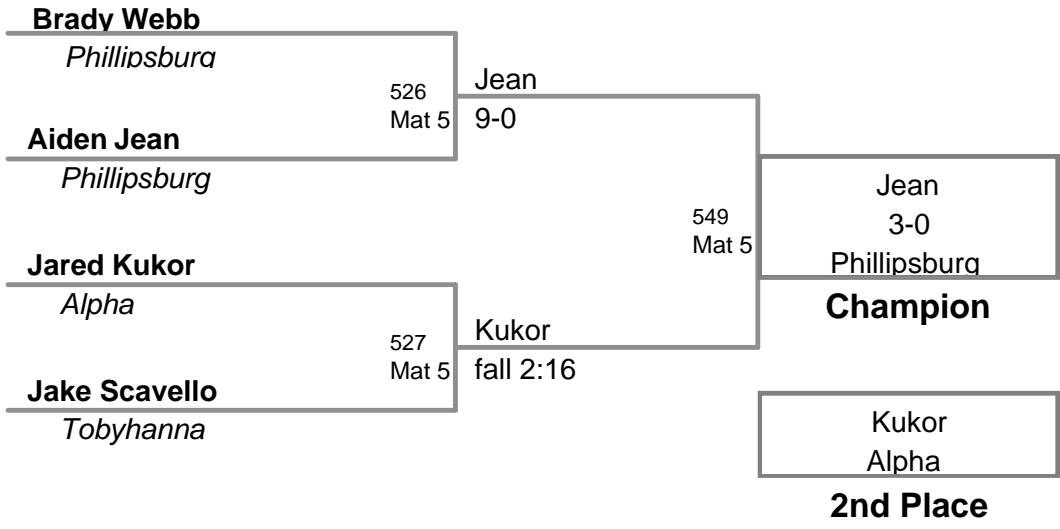 Brady Webb
Phillipsburg
526
Mat 5
Jean
9-0
Aiden Jean
Phillipsburg
549
Mat 5
Jean
3-0
Phillipsburg
Champion
Jared Kukor
Alpha
527
Mat 5
Kukor
fall 2:16
Jake Scavello
Tobyhanna
Kukor
Alpha
2nd Place